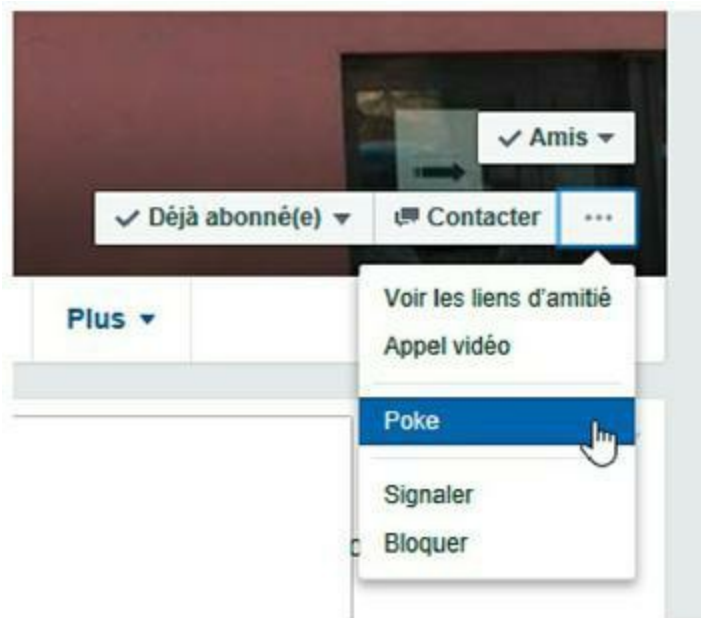 Amis
Déjà abonné(e)
Contacter
...
Plus
Voir les liens d'amitié
Appel vidéo
Poke
Signaler
Bloquer